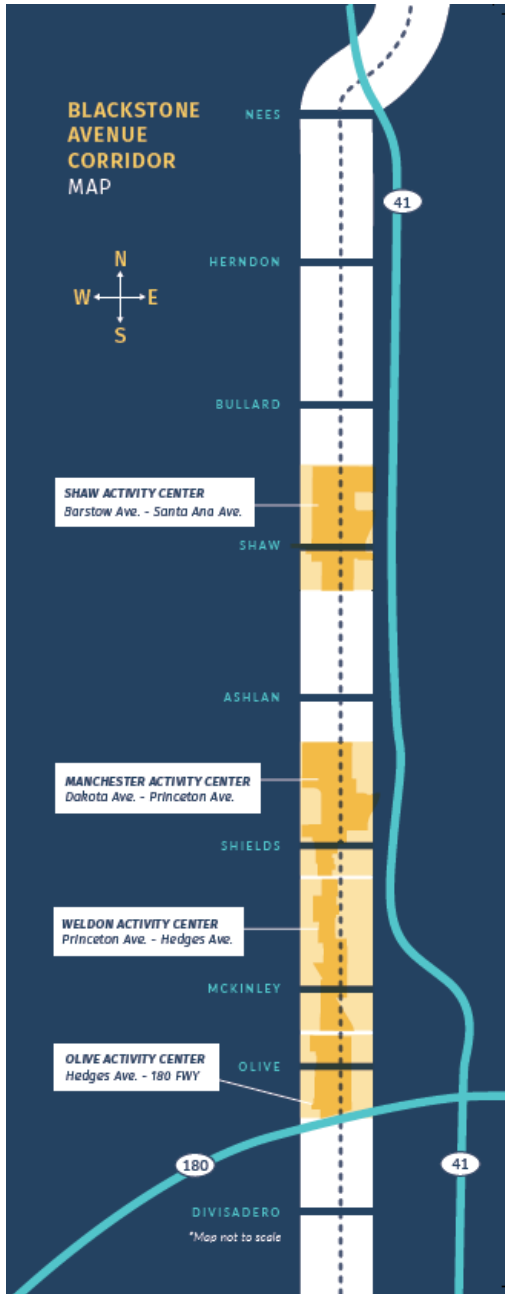 BLACKSTONE
AVENUE
CORRIDOR
MAP
NEES
41
HERNDON
N
W E
S
BULLARD
SHAW ACTIVITY CENTER
Barstow Ave. - Santa Ana Ave.
SHAW
ASHLAN
MANCHESTER ACTIVITY CENTER
Dakota Ave. - Princeton Ave.
SHIELDS
WELDON ACTIVITY CENTER
Princeton Ave. - Hedges Ave.
MCKINLEY
OLIVE ACTIVITY CENTER
Hedges Ave. - 180 FWY
OLIVE
180
41
DIVISADERO
*Map not to scale